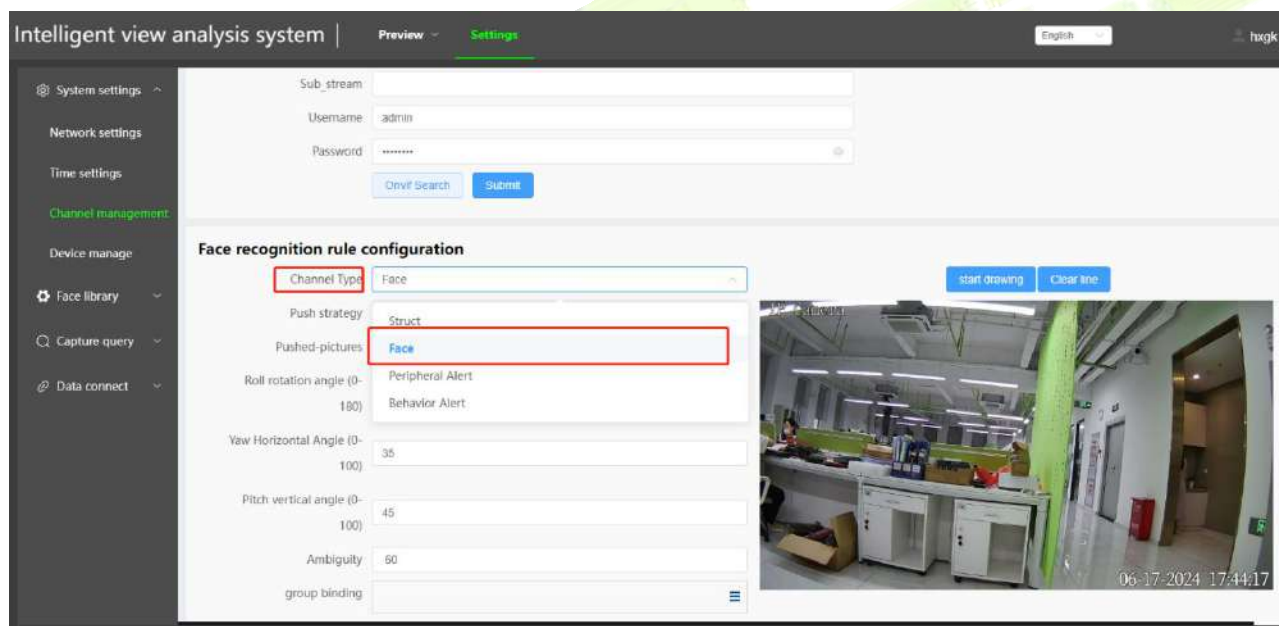 Intelligent view analysis system | Preview Settings English hxgk
System settings
Network settings
Time settings
Channel management
Device manage
Face library
Capture query
Data connect
Sub_stream
Username admin
Password ••••••••
Onvif Search Submit
Face recognition rule configuration
Channel Type Face
start drawing Clear line
Push strategy
Struct
Pushed-pictures
Face
Peripheral Alert
Behavior Alert
Roll rotation angle (0-
180)
Yaw Horizontal Angle (0-
100)
35
Pitch vertical angle (0-
100)
45
Ambiguity 60
group binding
IP Camera
06-17-2024 17:44:17